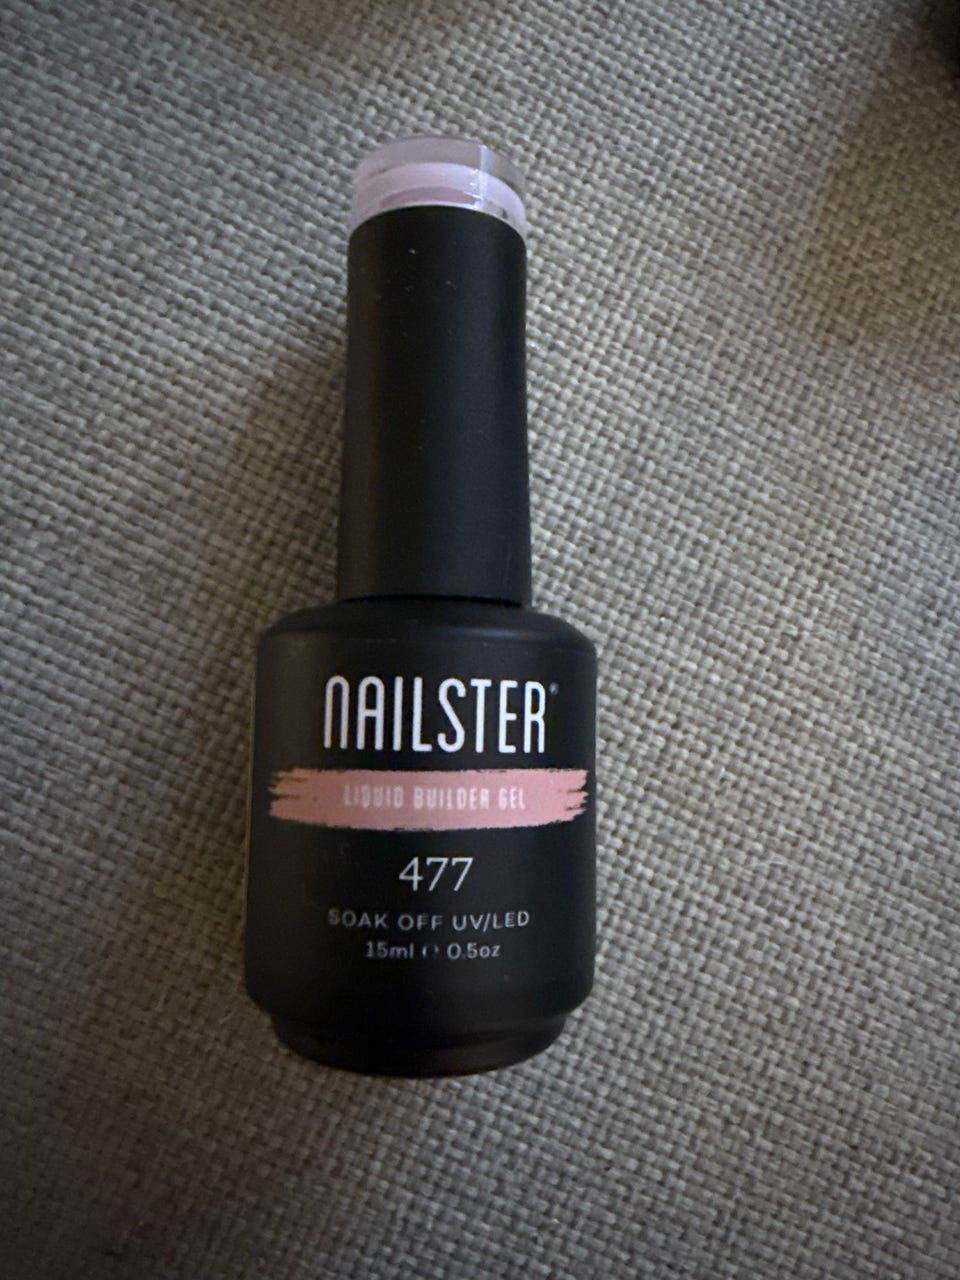 NAILSTER®
LIQUID BUILDER GEL
477
SOAK OFF UV/LED
15ml ℮ 0.5oz